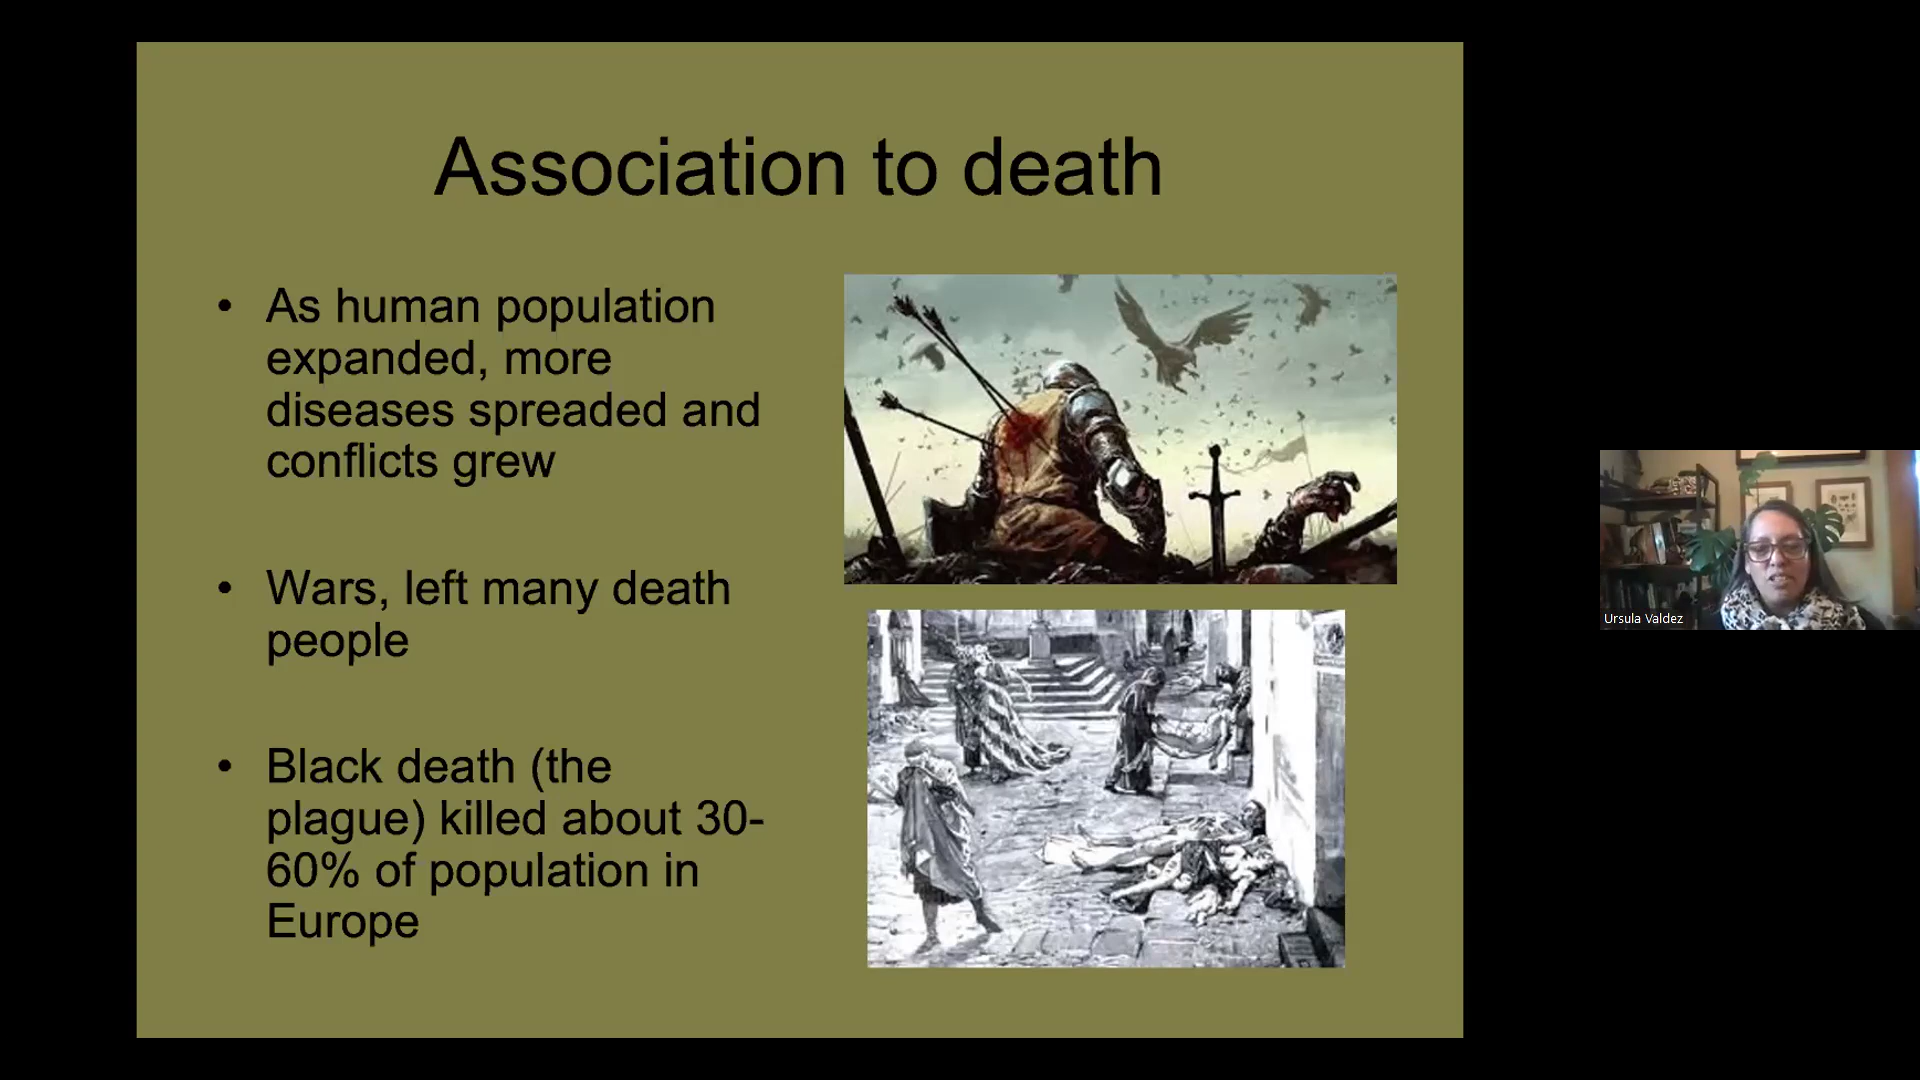 Association to death
• As human population
expanded, more
diseases spreaded and
conflicts grew
• Wars, left many death
people
• Black death (the
plague) killed about 30-
60% of population in
Europe
Ursula Valdez